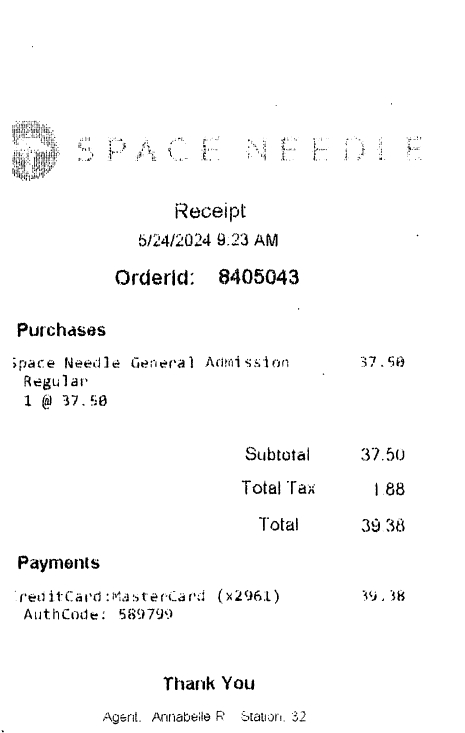 SPACE NEEDLE
Receipt
5/24/2024 9:23 AM
OrderId: 8405043
Purchases
Space Needle General Admission 37.50
Regular
1 @ 37.50
Subtotal 37.50
Total Tax 1.88
Total 39.38
Payments
CreditCard:MasterCard (x2961) 39.38
AuthCode: 589799
Thank You
Agent: Annabelle R Station: 32